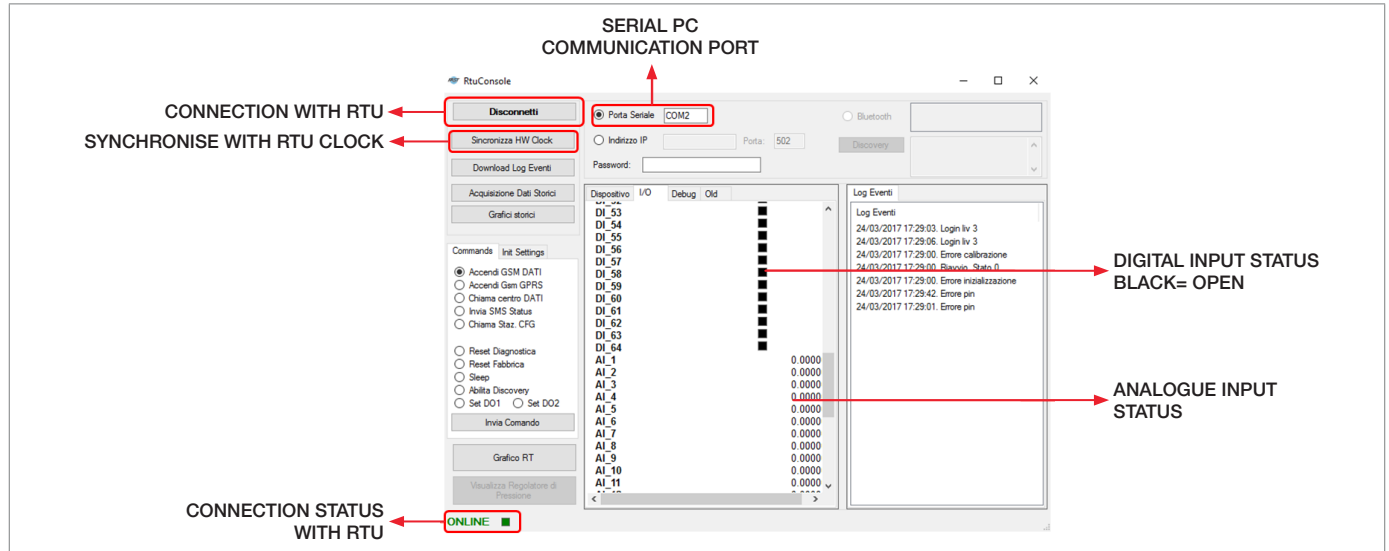 SERIAL PC
COMMUNICATION PORT
RtuConsole
CONNECTION WITH RTU
SYNCHRONISE WITH RTU CLOCK
Disconnetti
Sincronizza HW Clock
Download Log Eventi
Acquisizione Dati Storici
Grafici storici
Porta Seriale COM2
Indirizzo IP Porta: 502
Password:
Bluetooth
Discovery
Commands Init Settings
Accendi GSM DATI
Accendi Gsm GPRS
Chiama centro DATI
Invia SMS Status
Chiama Staz. CFG
Reset Diagnostica
Reset Fabbrica
Sleep
Abilita Discovery
Set DO1 Set DO2
Invia Comando
Grafico RT
Visualizza Regolatore di
Pressione
ONLINE
CONNECTION STATUS
WITH RTU
Dispositivo I/O Debug Old
DI_53
DI_54
DI_55
DI_56
DI_57
DI_58
DI_59
DI_60
DI_61
DI_62
DI_63
DI_64
AI_1 0.0000
AI_2 0.0000
AI_3 0.0000
AI_4 0.0000
AI_5 0.0000
AI_6 0.0000
AI_7 0.0000
AI_8 0.0000
AI_9 0.0000
AI_10 0.0000
AI_11 0.0000
Log Eventi
Log Eventi
24/03/2017 17:29:03. Login liv 3
24/03/2017 17:29:06. Login liv 3
24/03/2017 17:29:00. Errore calibrazione
24/03/2017 17:29:00. Riavvio. Stato 0
24/03/2017 17:29:00. Errore inizializzazione
24/03/2017 17:29:42. Errore pin
24/03/2017 17:29:01. Errore pin
DIGITAL INPUT STATUS
BLACK= OPEN
ANALOGUE INPUT
STATUS